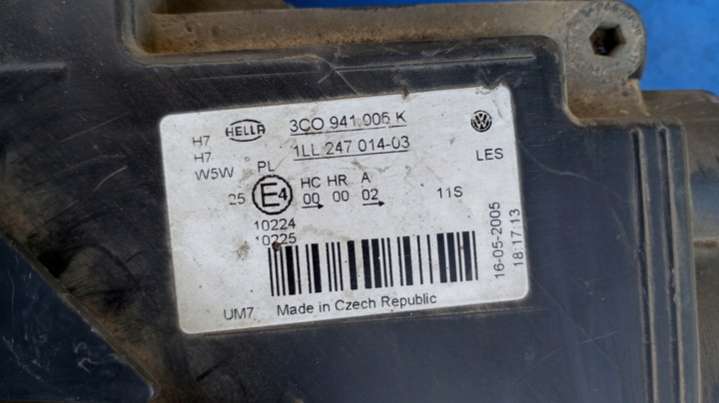 H7 HELLA 3C0 941 006 K
H7 1LL 247 014-03
W5W PL LES
25 E4 HC HR A 11S
00 00 02
10224
10225
UM7 Made in Czech Republic
16-05-2005
18:17:13